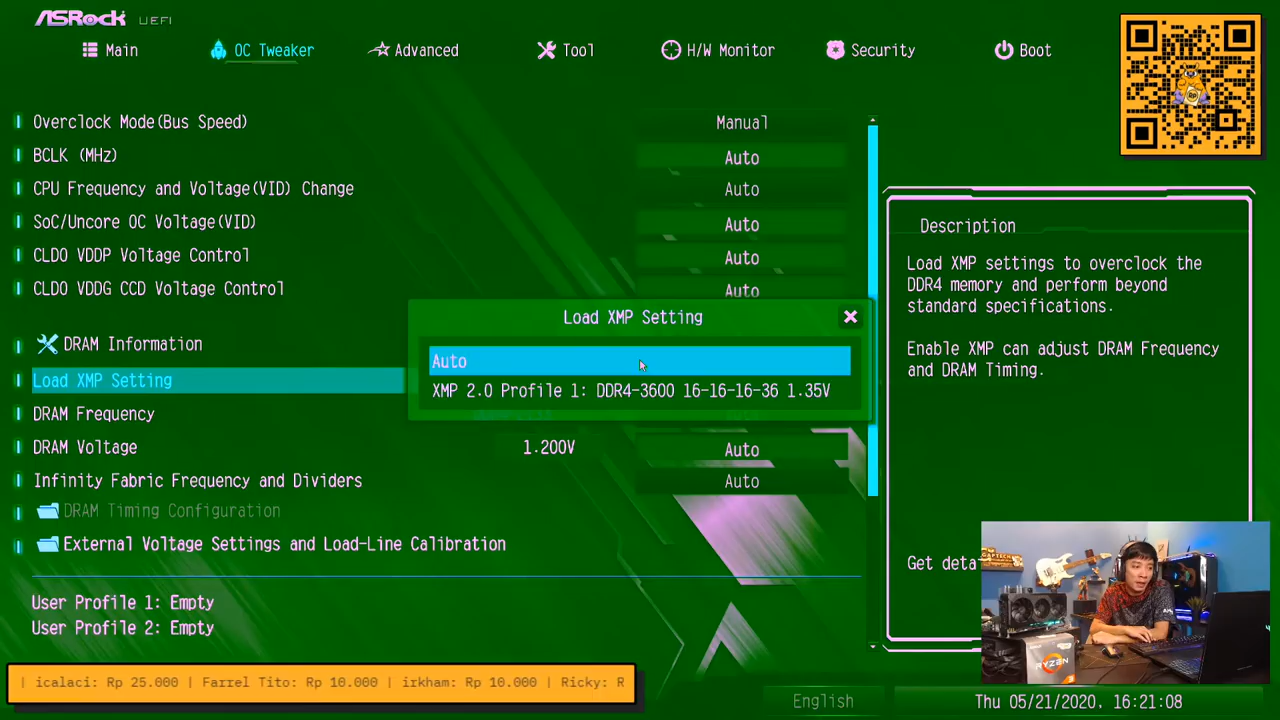 ASRock UEFI
Main OC Tweaker Advanced Tool H/W Monitor Security Boot
Overclock Mode(Bus Speed) Manual
BCLK (MHz) Auto
CPU Frequency and Voltage(VID) Change Auto
SoC/Uncore OC Voltage(VID) Auto
CLDO VDDP Voltage Control Auto
CLDO VDDG CCD Voltage Control Auto
DRAM Information
Load XMP Setting
DRAM Frequency
DRAM Voltage 1.200V Auto
Infinity Fabric Frequency and Dividers Auto
DRAM Timing Configuration
External Voltage Settings and Load-Line Calibration
User Profile 1: Empty
User Profile 2: Empty
Load XMP Setting
Auto
XMP 2.0 Profile 1: DDR4-3600 16-16-16-36 1.35V
Description
Load XMP settings to overclock the
DDR4 memory and perform beyond
standard specifications.
Enable XMP can adjust DRAM Frequency
and DRAM Timing.
Get deta
RYZEN
| icalaci: Rp 25.000 | Farrel Tito: Rp 10.000 | irkham: Rp 10.000 | Ricky: R
English
Thu 05/21/2020, 16:21:08